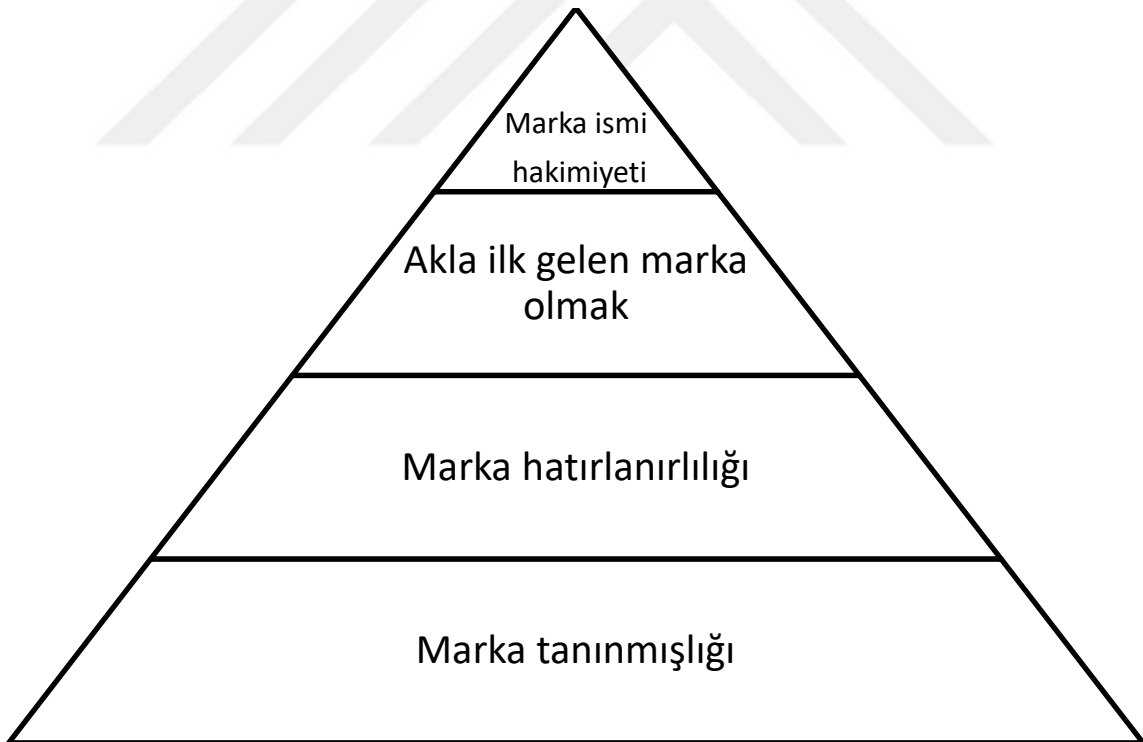 Marka ismi
hakimiyeti
Akla ilk gelen marka
olmak
Marka hatırlanırlılığı
Marka tanınmışlığı